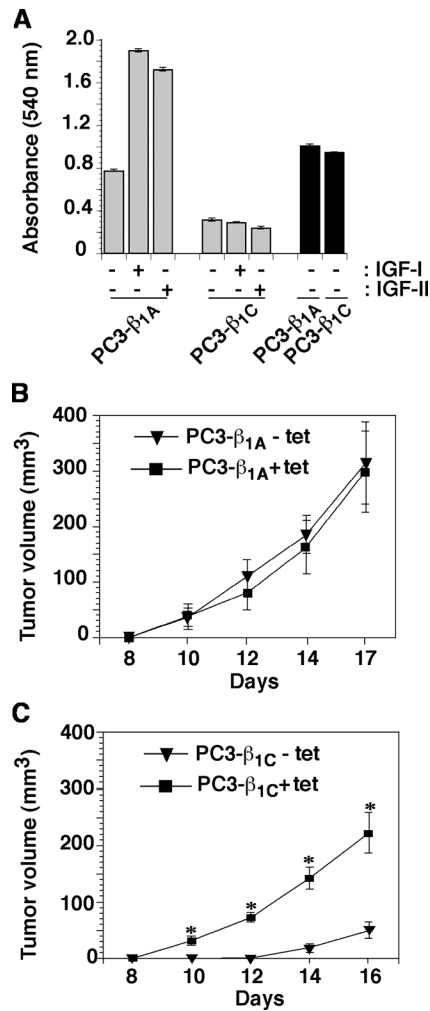 A
Absorbance (540 nm)
2.0
1.6
1.2
0.8
0.4
0
- + - - + - - - : IGF-I
- - + - - + - - : IGF-II
PC3-β1A PC3-β1C PC3-β1A PC3-β1C
B
Tumor volume (mm3)
400
300
200
100
0
PC3-β1A - tet
PC3-β1A+tet
8 10 12 14 17
Days
C
Tumor volume (mm3)
400
300
200
100
0
PC3-β1C - tet
PC3-β1C+tet
* * * *
8 10 12 14 16
Days